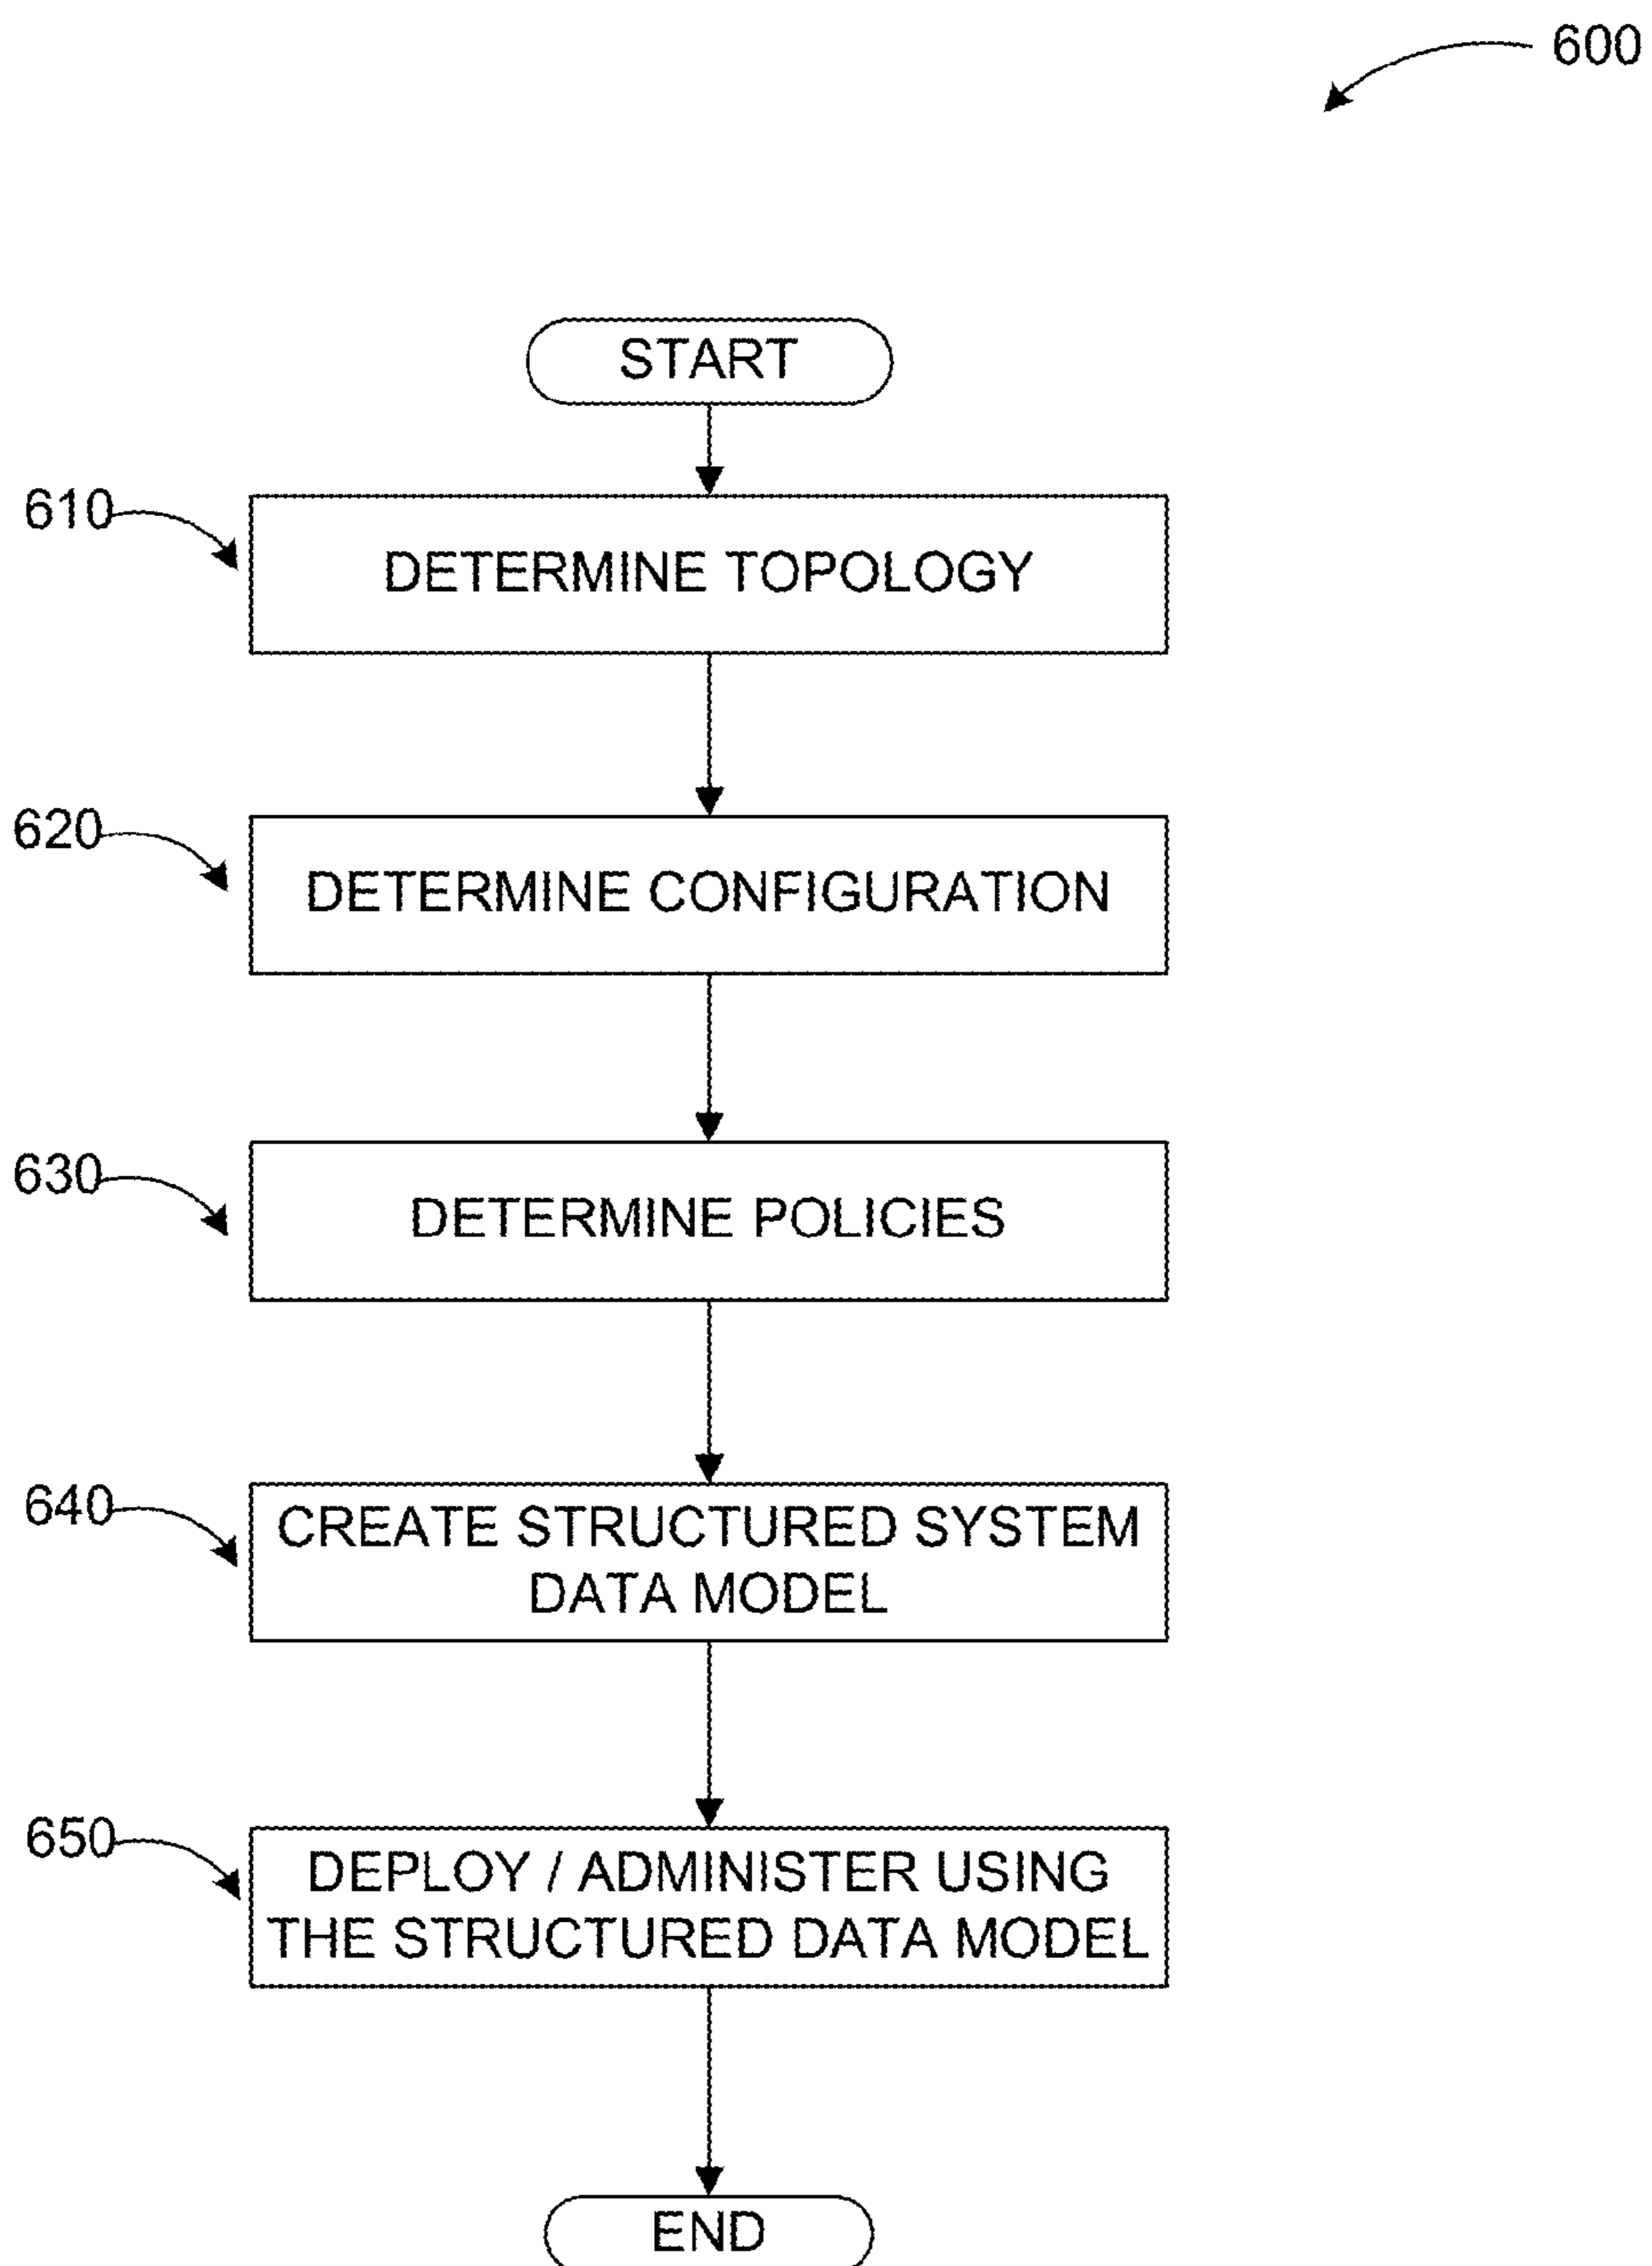 600
START
610
DETERMINE TOPOLOGY
620
DETERMINE CONFIGURATION
630
DETERMINE POLICIES
640
CREATE STRUCTURED SYSTEM
DATA MODEL
650
DEPLOY / ADMINISTER USING
THE STRUCTURED DATA MODEL
END